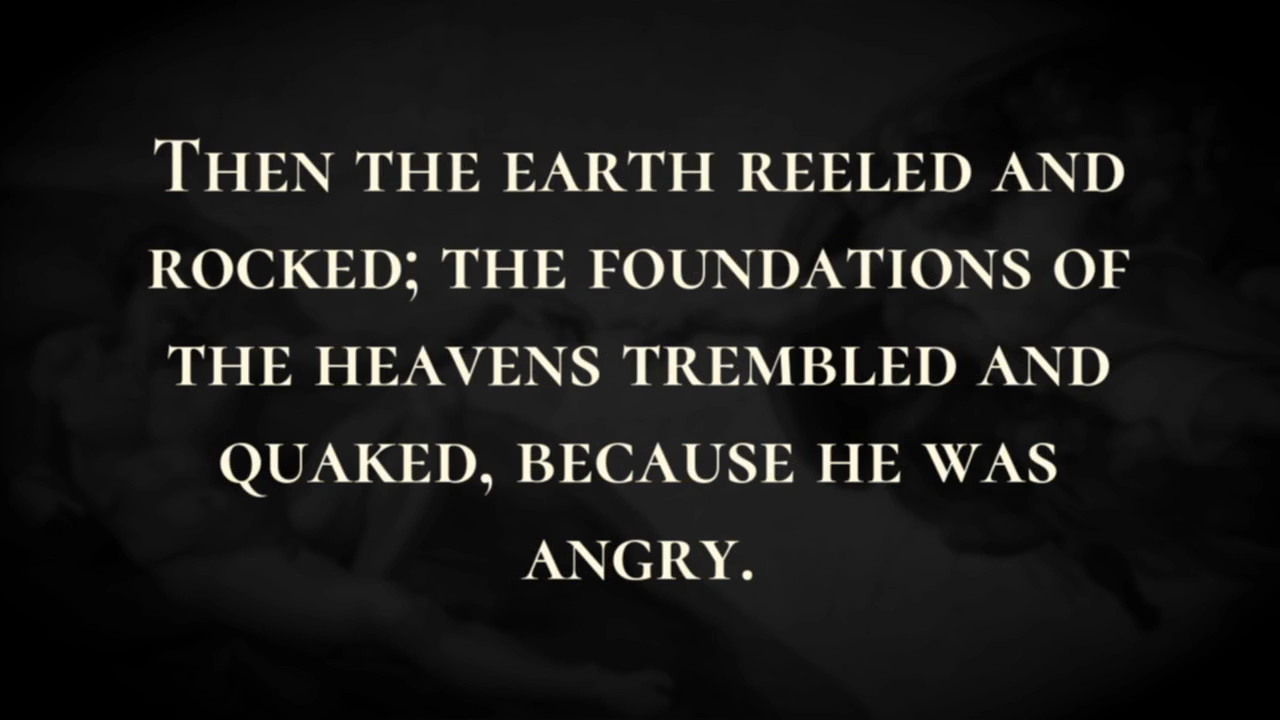 Then the earth reeled and
rocked; the foundations of
the heavens trembled and
quaked, because he was
angry.